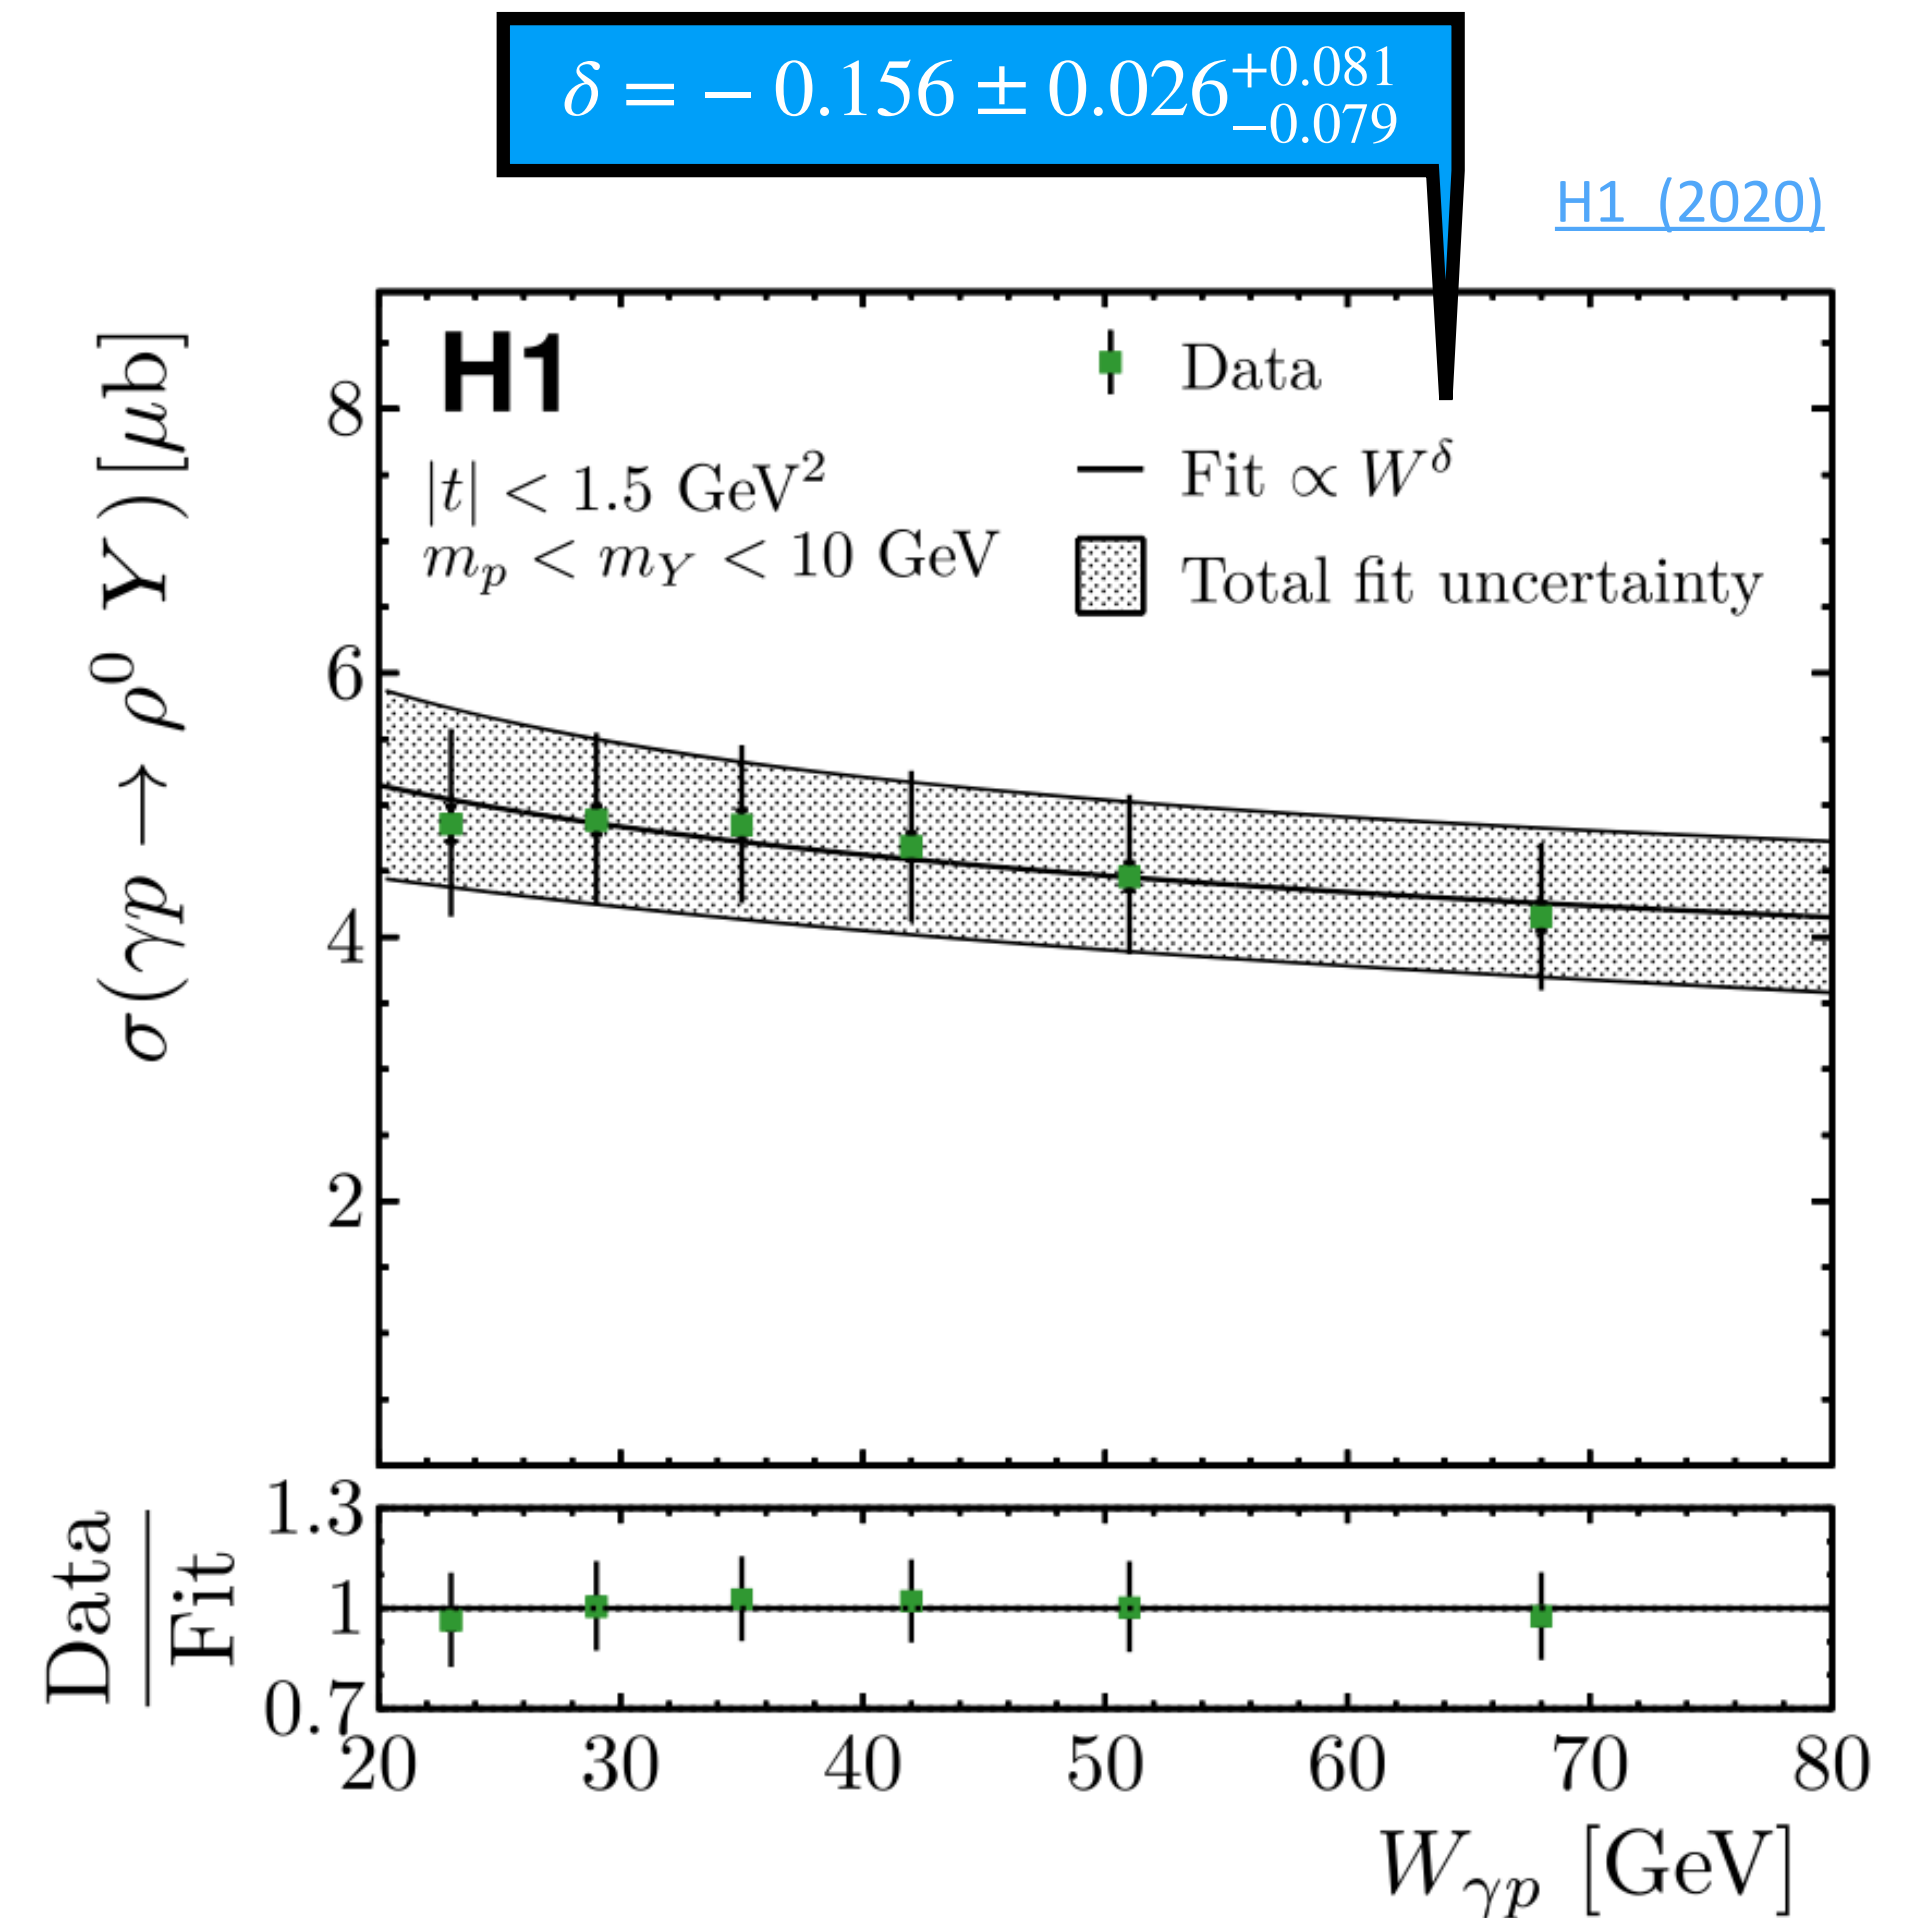 δ = − 0.156 ± 0.026 +0.081 −0.079
H1 (2020)
H1
|t| < 1.5 GeV²
m_p < m_Y < 10 GeV
Data
Fit ∝ W^δ
Total fit uncertainty
σ(γp → ρ⁰ Y) [μb]
8
6
4
2
Data
Fit
1.3
1
0.7
20 30 40 50 60 70 80
W_γp [GeV]